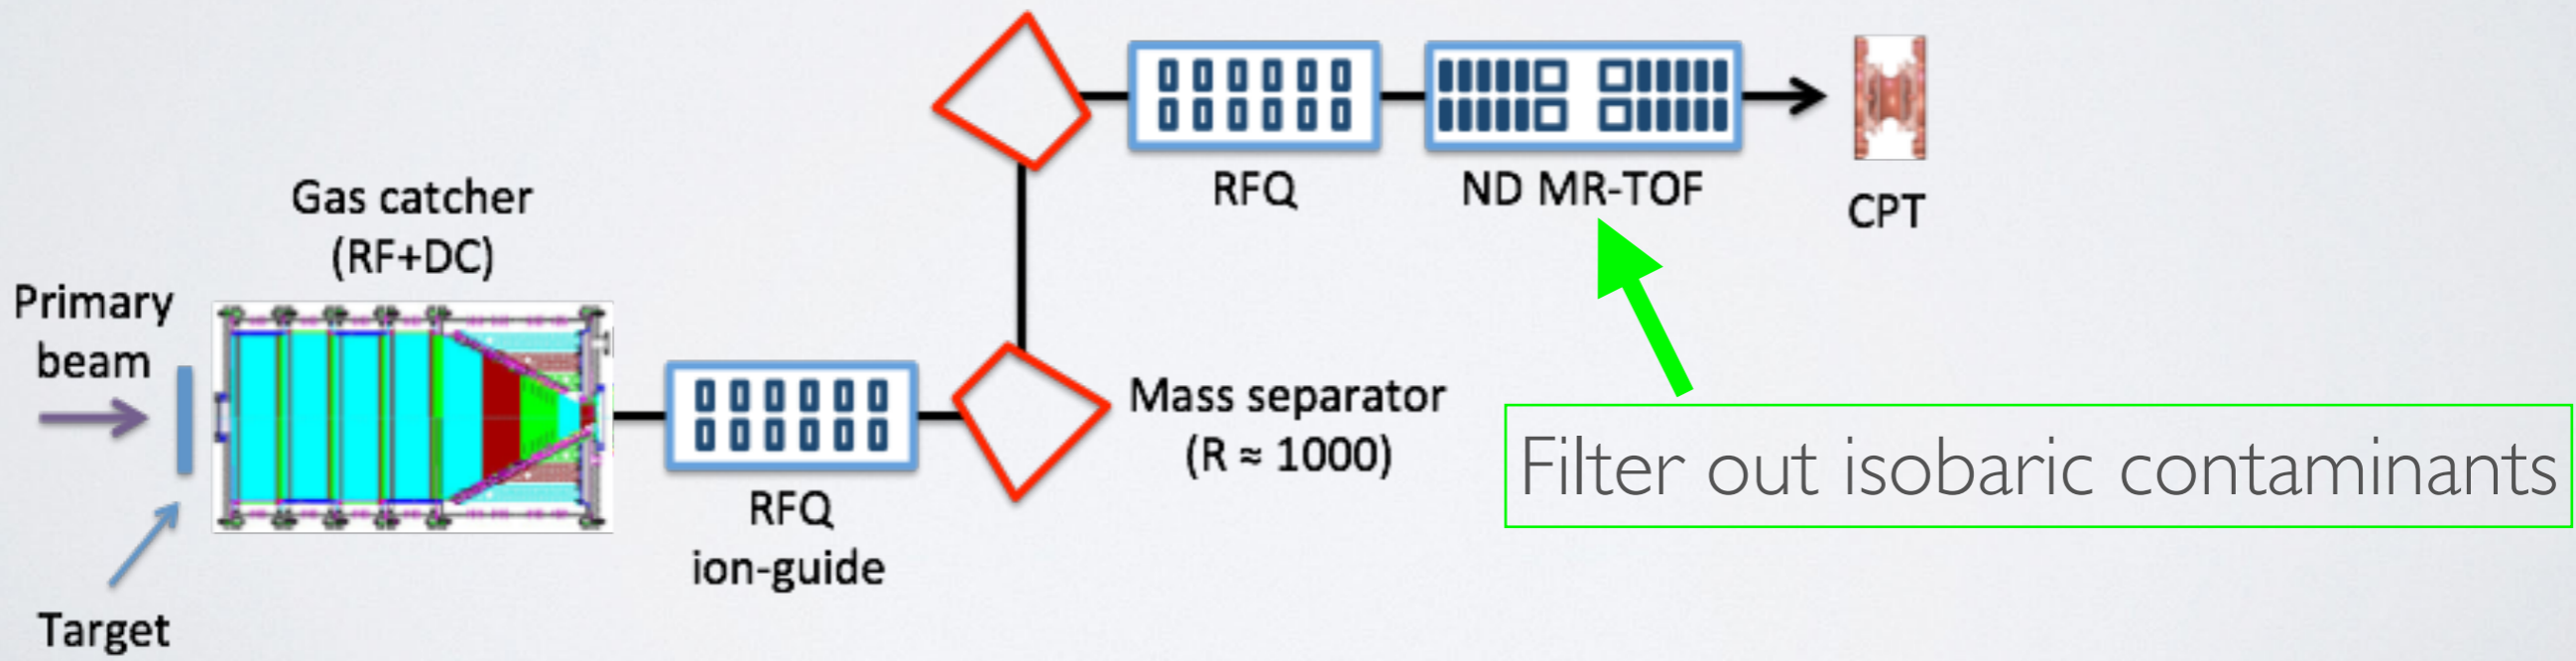 Gas catcher
(RF+DC)
Primary
beam
Target
RFQ
ion-guide
Mass separator
(R ≈ 1000)
RFQ
ND MR-TOF
CPT
Filter out isobaric contaminants